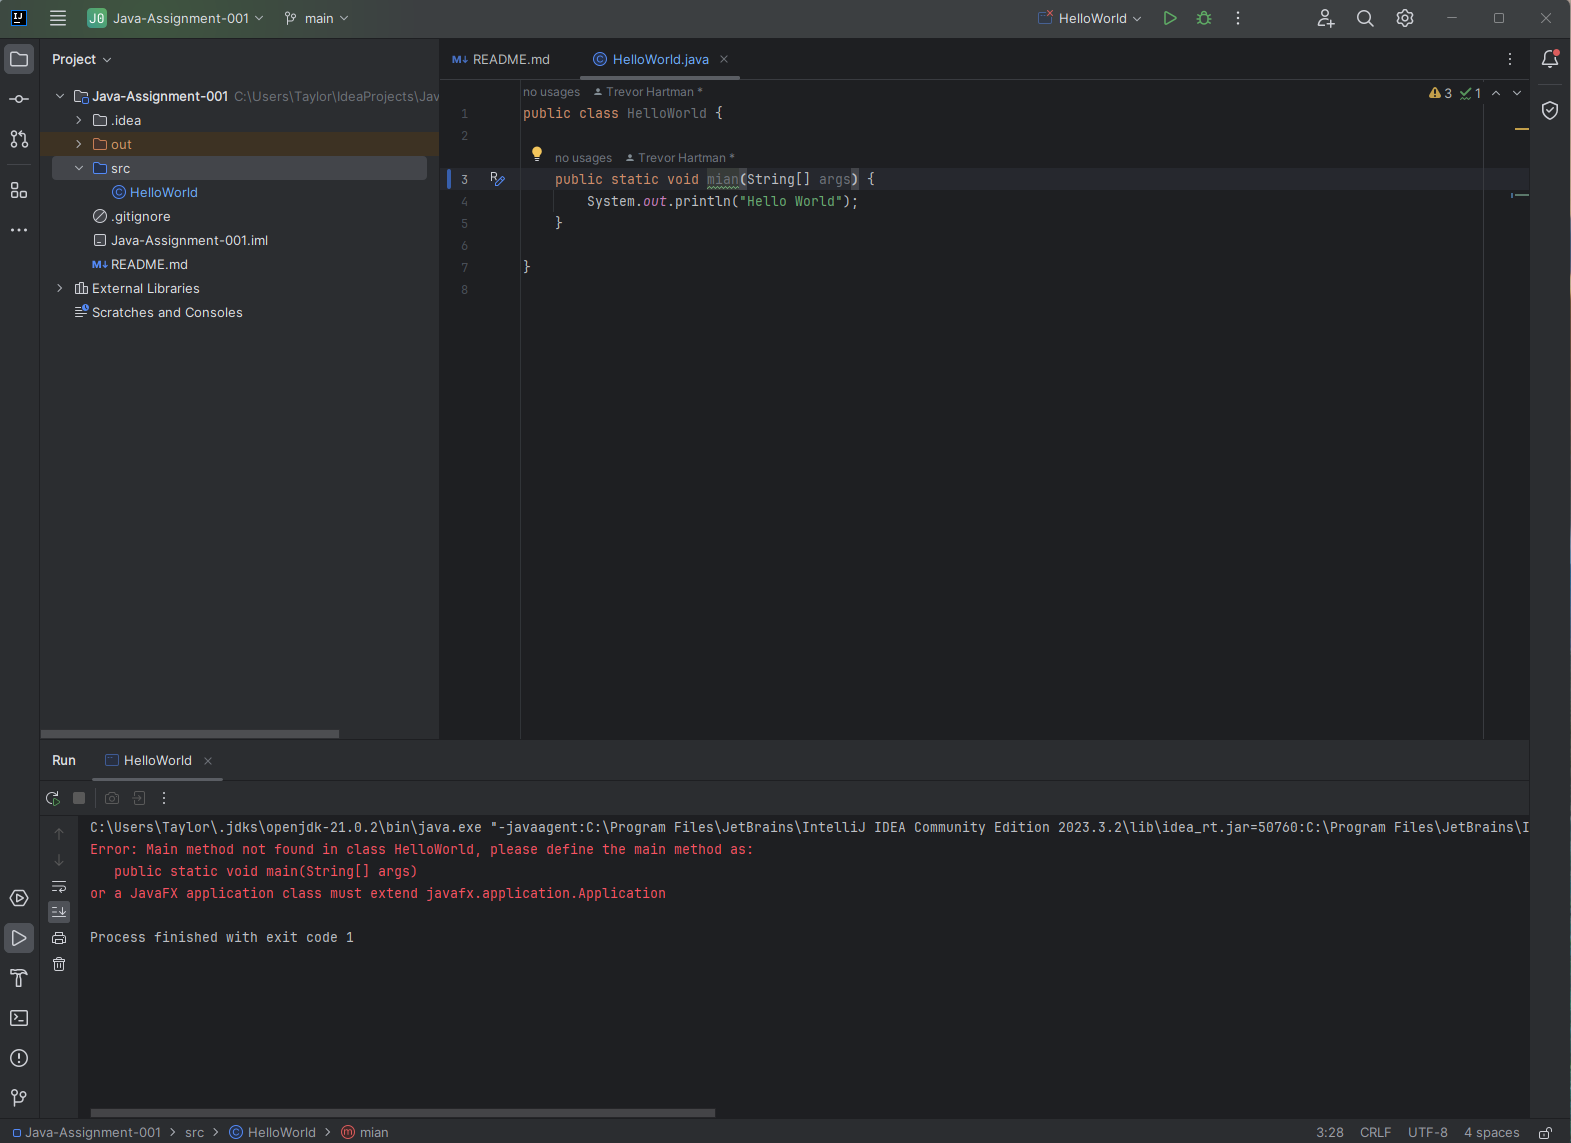 IJ J0 Java-Assignment-001 main HelloWorld
Project
README.md HelloWorld.java
Java-Assignment-001 C:\Users\Taylor\IdeaProjects\Jav
.idea
out
src
HelloWorld
.gitignore
Java-Assignment-001.iml
M↓ README.md
External Libraries
Scratches and Consoles
M↓
no usages Trevor Hartman *
3 1
1 public class HelloWorld {
2
no usages Trevor Hartman *
3 public static void mian(String[] args) {
4 System.out.println("Hello World");
5 }
6
7 }
8
Run HelloWorld
C:\Users\Taylor\.jdks\openjdk-21.0.2\bin\java.exe "-javaagent:C:\Program Files\JetBrains\IntelliJ IDEA Community Edition 2023.3.2\lib\idea_rt.jar=50760:C:\Program Files\JetBrains\I
Error: Main method not found in class HelloWorld, please define the main method as:
public static void main(String[] args)
or a JavaFX application class must extend javafx.application.Application
Process finished with exit code 1
Java-Assignment-001 > src > HelloWorld > mian 3:28 CRLF UTF-8 4 spaces